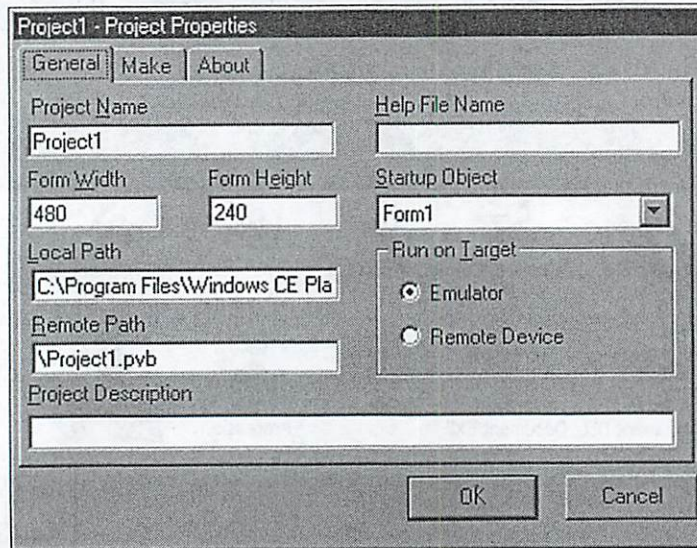 Project1 - Project Properties
General
Make
About
Project Name
Project1
Help File Name
Form Width
480
Form Height
240
Startup Object
Form1
Local Path
C:\Program Files\Windows CE Pla
Run on Target
Emulator
Remote Device
Remote Path
\Project1.pvb
Project Description
OK
Cancel